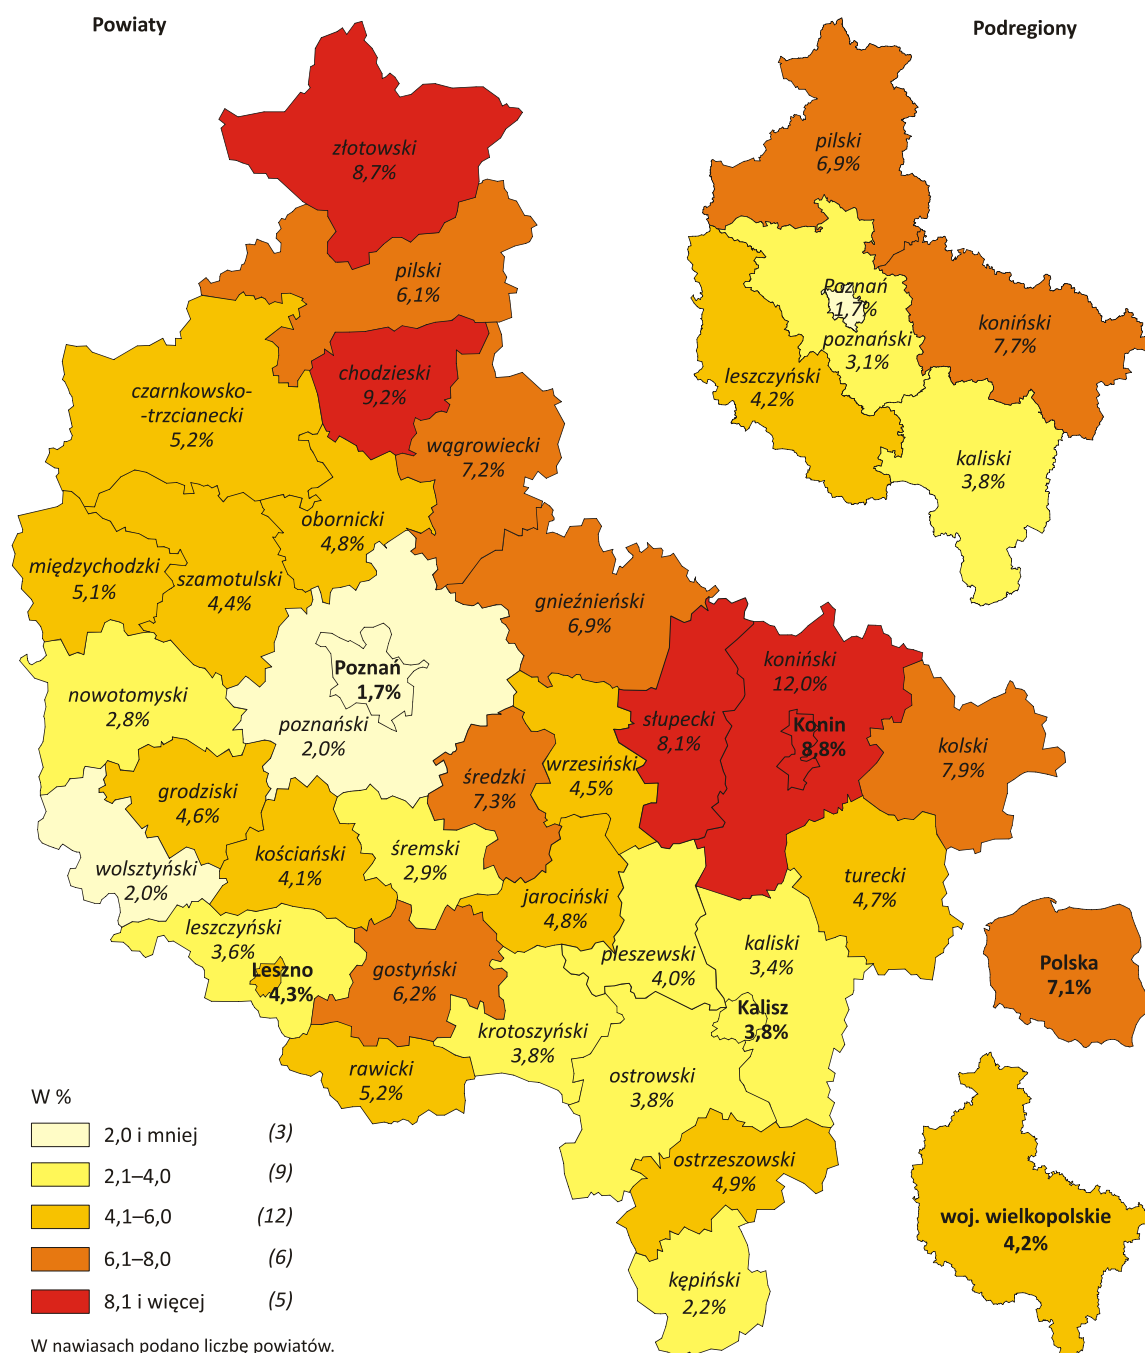 Powiaty
Podregiony
złotowski
8,7%
pilski
6,1%
chodzieski
9,2%
czarnkowsko-
-trzcianecki
5,2%
wągrowiecki
7,2%
obornicki
4,8%
międzychodzki
5,1%
szamotulski
4,4%
gnieźnieński
6,9%
Poznań
1,7%
poznański
2,0%
nowotomyski
2,8%
koniński
12,0%
słupecki
8,1%
Konin
8,8%
kolski
7,9%
średzki
7,3%
wrzesiński
4,5%
grodziski
4,6%
wolsztyński
2,0%
kościański
4,1%
śremski
2,9%
jarociński
4,8%
turecki
4,7%
leszczyński
3,6%
Leszno
4,3%
gostyński
6,2%
pleszewski
4,0%
kaliski
3,4%
Kalisz
3,8%
krotoszyński
3,8%
rawicki
5,2%
ostrowski
3,8%
ostrzeszowski
4,9%
kępiński
2,2%
pilski
6,9%
Poznań
1,7%
poznański
3,1%
koniński
7,7%
leszczyński
4,2%
kaliski
3,8%
Polska
7,1%
woj. wielkopolskie
4,2%
W %
2,0 i mniej (3)
2,1–4,0 (9)
4,1–6,0 (12)
6,1–8,0 (6)
8,1 i więcej (5)
W nawiasach podano liczbę powiatów.